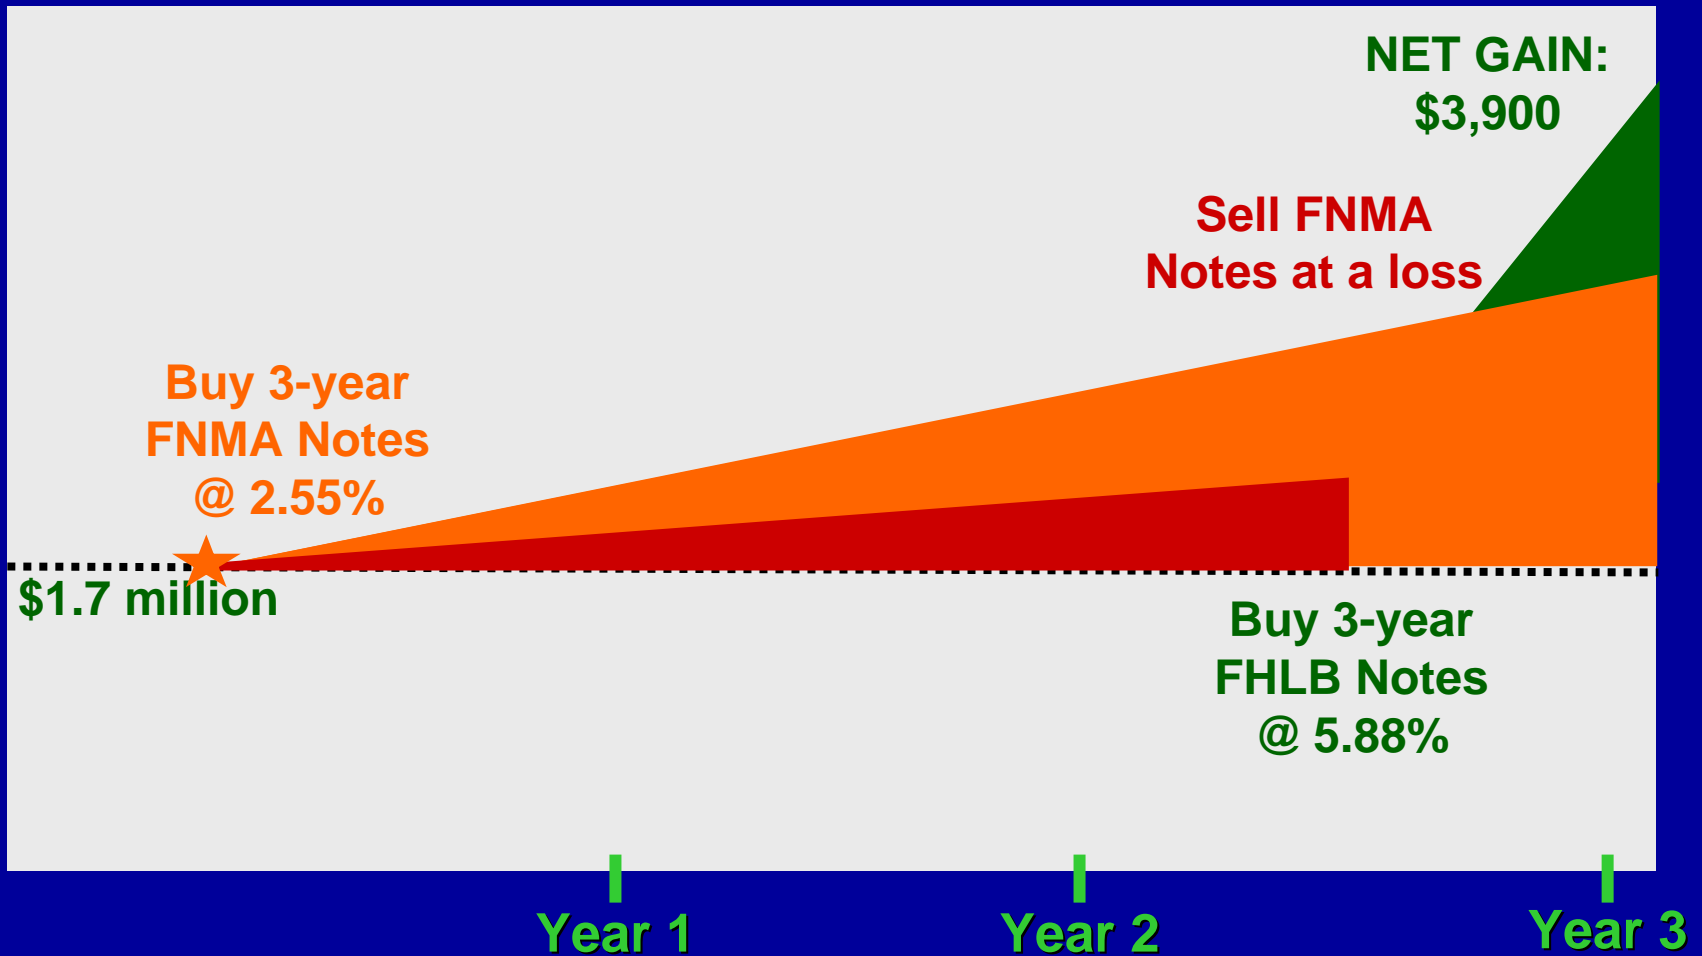 NET GAIN:
$3,900
Sell FNMA
Notes at a loss
Buy 3-year
FNMA Notes
@ 2.55%
$1.7 million
Buy 3-year
FHLB Notes
@ 5.88%
Year 1
Year 2
Year 3